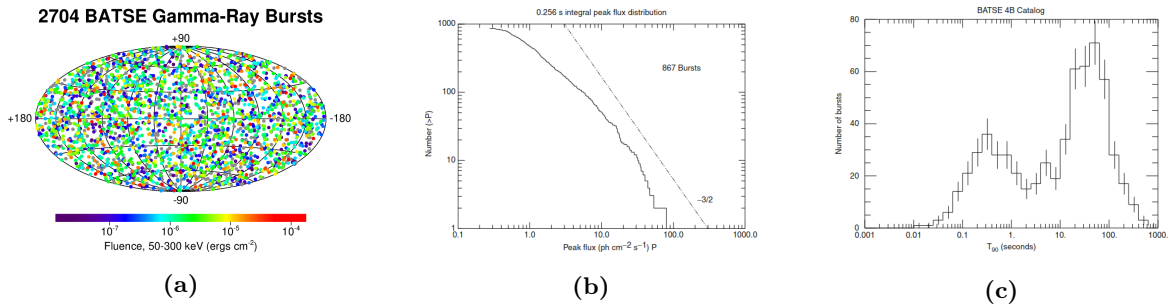 2704 BATSE Gamma-Ray Bursts
+90
+180
-180
-90
10-7
10-6
10-5
10-4
Fluence, 50-300 keV (ergs cm-2)
(a)
0.256 s integral peak flux distribution
1000
100
10
1
Number (>P)
867 Bursts
−3/2
0.1
1.0
10.0
100.0
1000.0
Peak flux (ph cm−2 s−1) P
(b)
BATSE 4B Catalog
80
60
40
20
0
Number of bursts
0.001
0.01
0.1
1.
10.
100.
1000.
T90 (seconds)
(c)